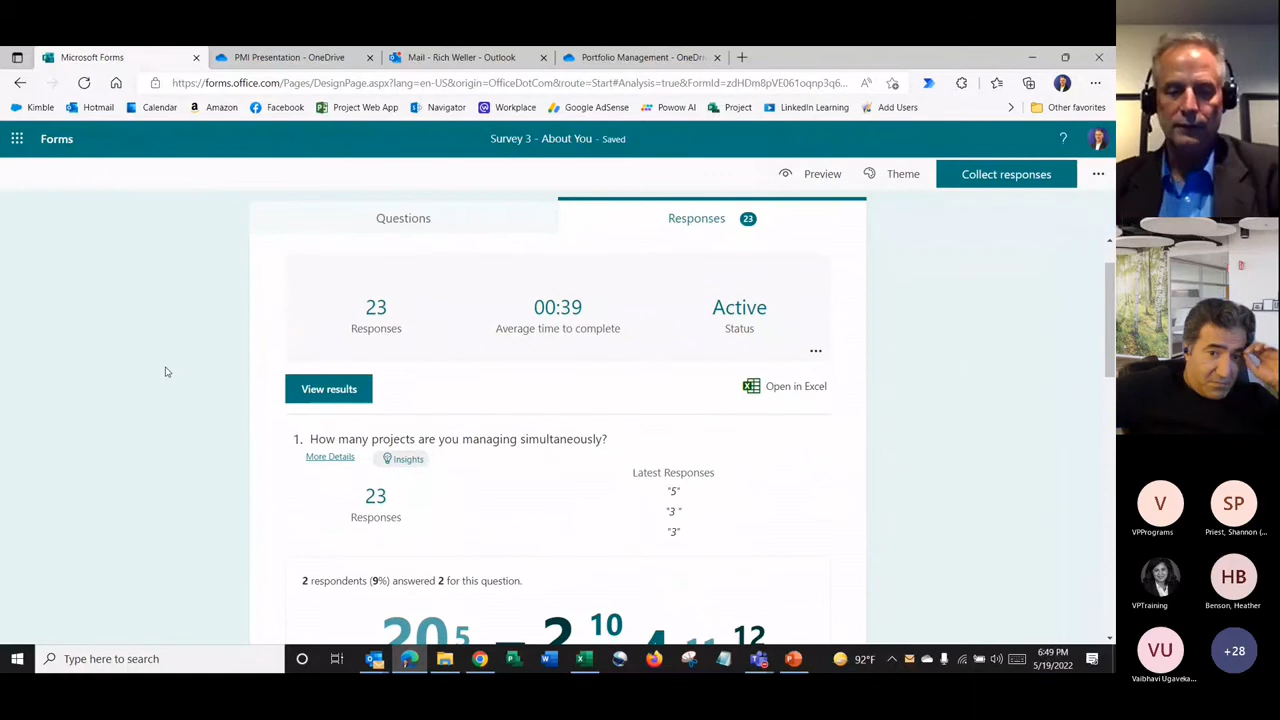 Microsoft Forms
PMI Presentation - OneDrive
Mail - Rich Weller - Outlook
Portfolio Management - OneDri
https://forms.office.com/Pages/DesignPage.aspx?lang=en-US&origin=OfficeDotCom&route=Start#Analysis=true&FormId=zdHDm8pVE061oqnp3q6...
Kimble
Hotmail
Calendar
Amazon
Facebook
Project Web App
Navigator
Workplace
Google AdSense
Powow AI
Project
LinkedIn Learning
Add Users
Other favorites
Forms
Survey 3 - About You - Saved
?
Preview
Theme
Collect responses
Questions
Responses 23
23
Responses
00:39
Average time to complete
Active
Status
View results
Open in Excel
1. How many projects are you managing simultaneously?
More Details
Insights
23
Responses
Latest Responses
"5"
"3 "
"3"
2 respondents (9%) answered 2 for this question.
20 5 2 10 12
V
VPPrograms
SP
Priest, Shannon (...
VPTraining
HB
Benson, Heather
VU
Vaibhavi Ugaveka...
+28
Type here to search
92°F
6:49 PM
5/19/2022